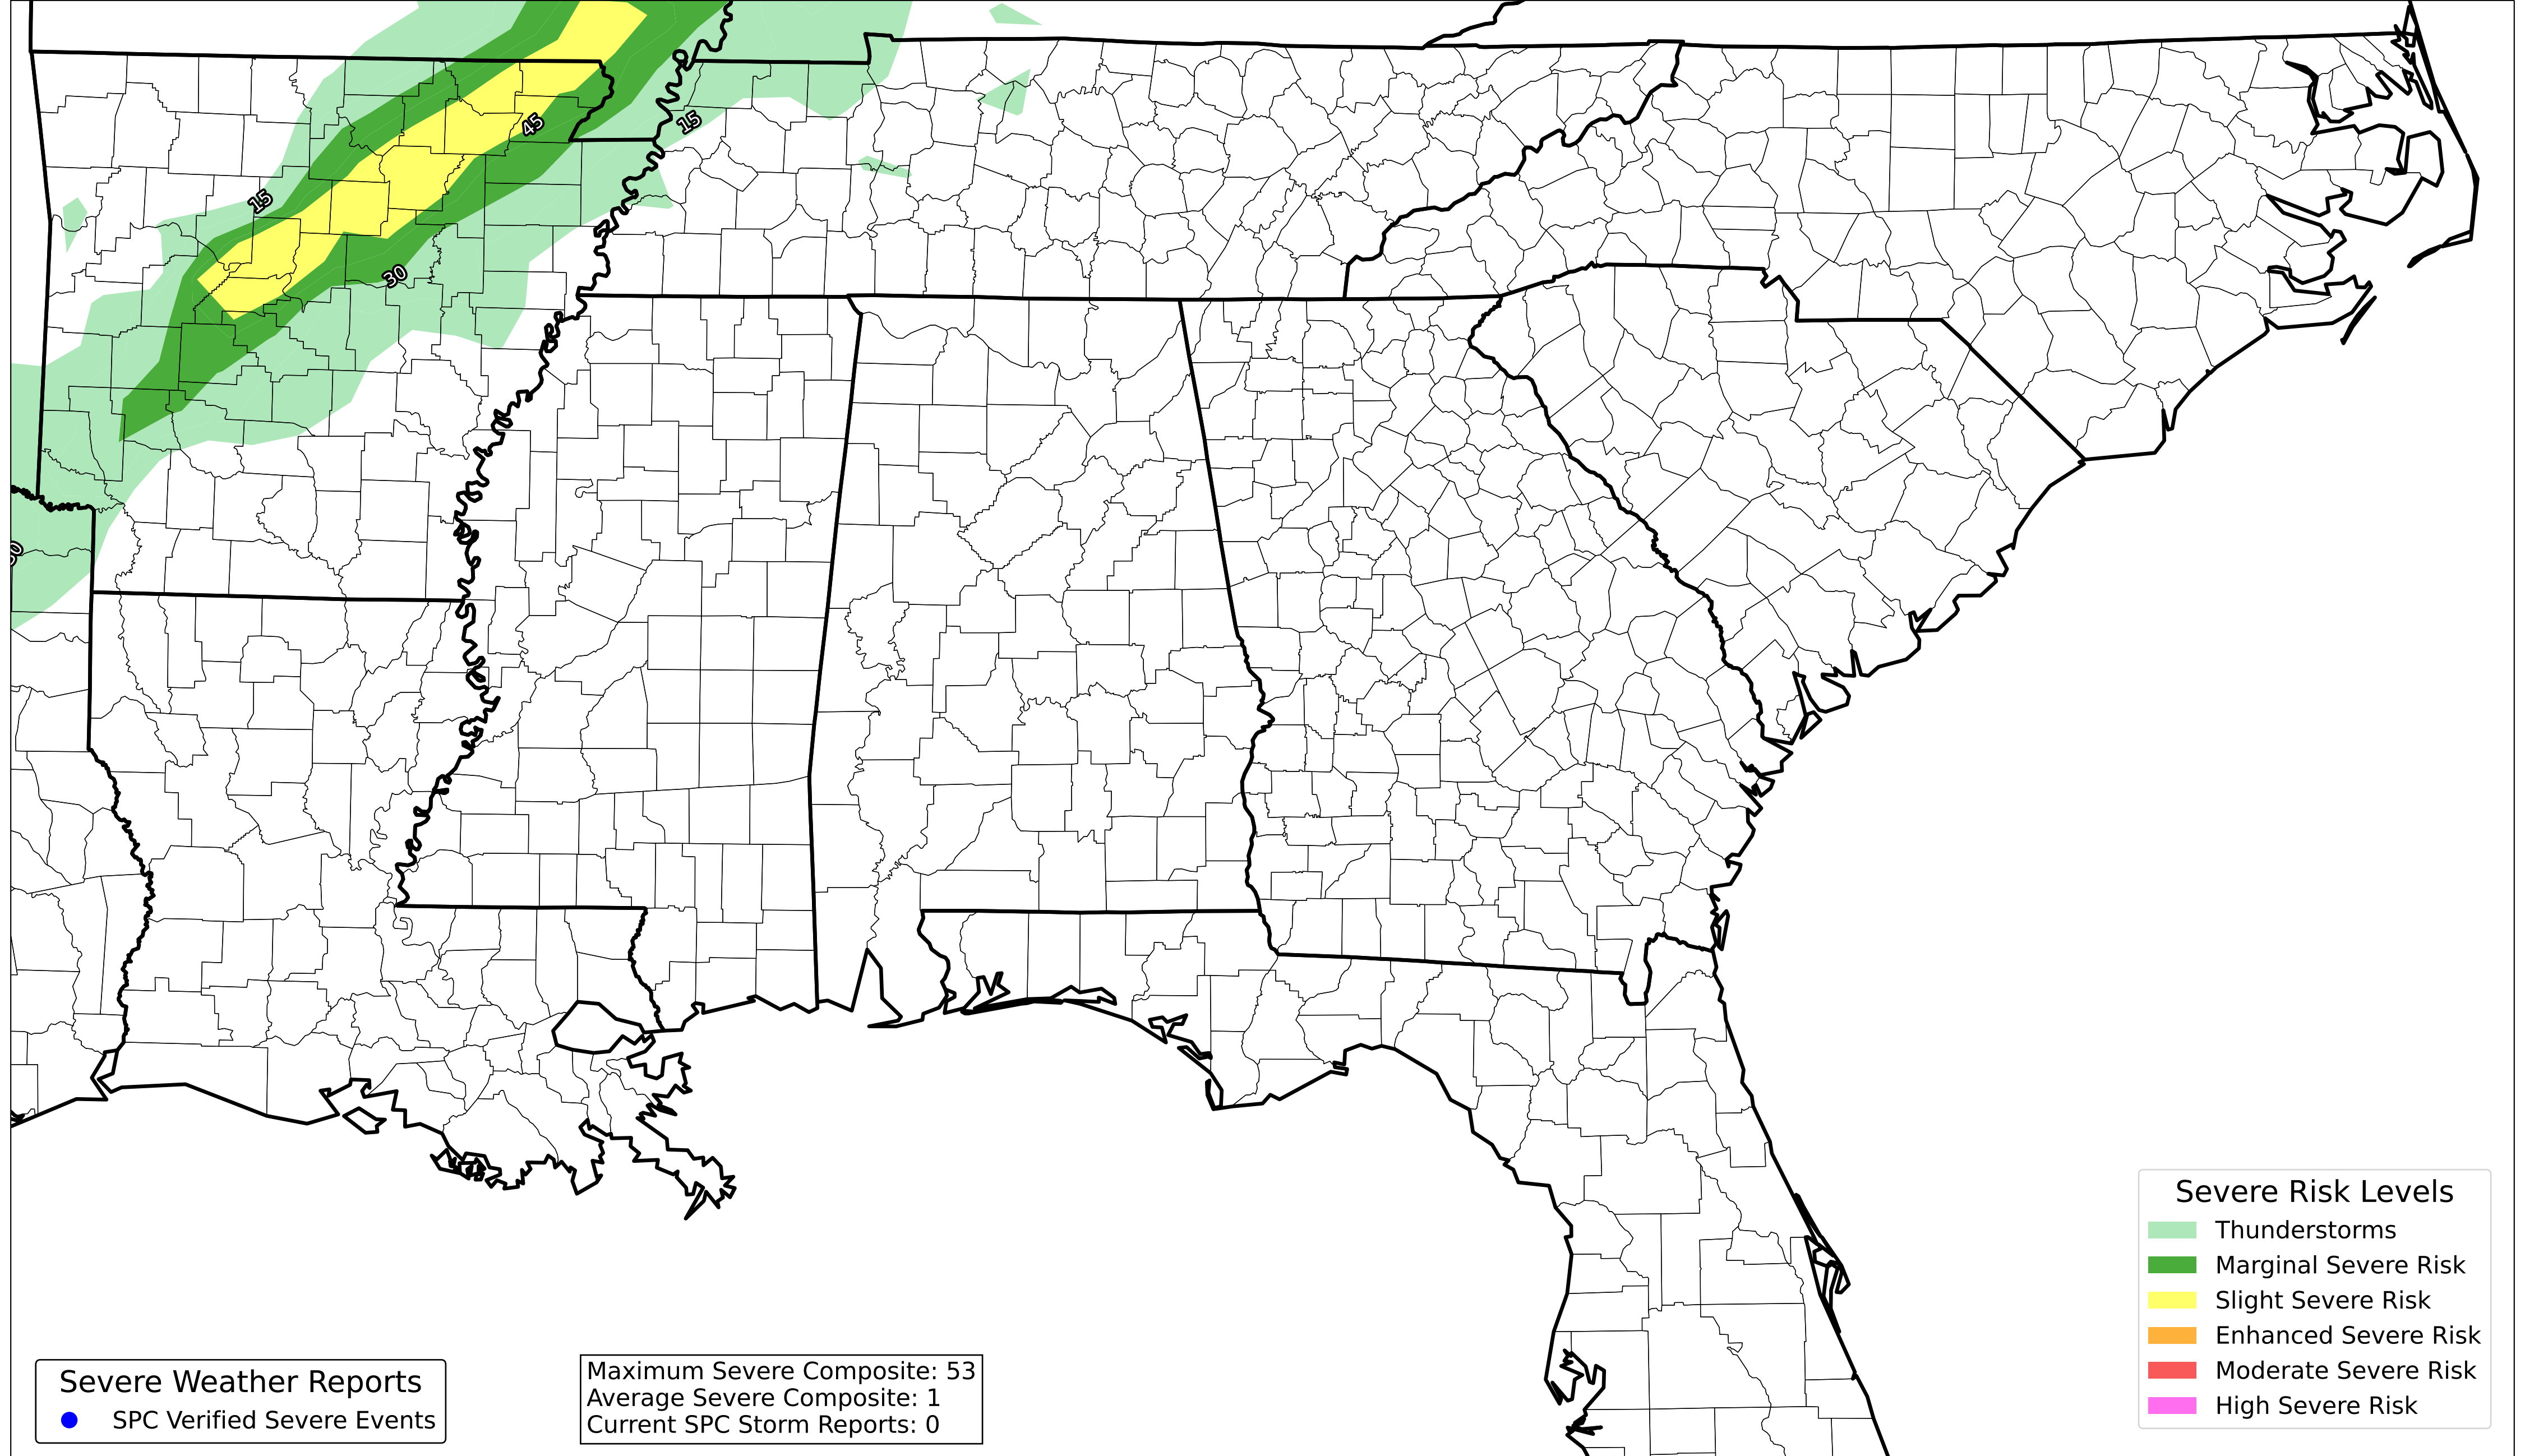 45
15
15
30
Severe Risk Levels
Thunderstorms
Marginal Severe Risk
Slight Severe Risk
Enhanced Severe Risk
Moderate Severe Risk
High Severe Risk
Severe Weather Reports
SPC Verified Severe Events
Maximum Severe Composite: 53
Average Severe Composite: 1
Current SPC Storm Reports: 0